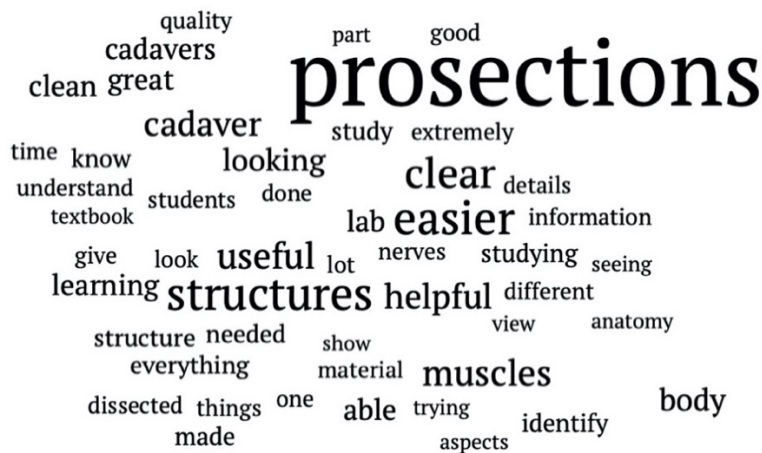 quality part good
cadavers
prosections
clean great
cadaver study extremely
time know looking
clear details
understand students done
textbook lab easier information
give look useful lot nerves studying seeing
learning structures helpful different
view anatomy
structure needed show
everything material muscles
dissected things one able trying body
made aspects identify